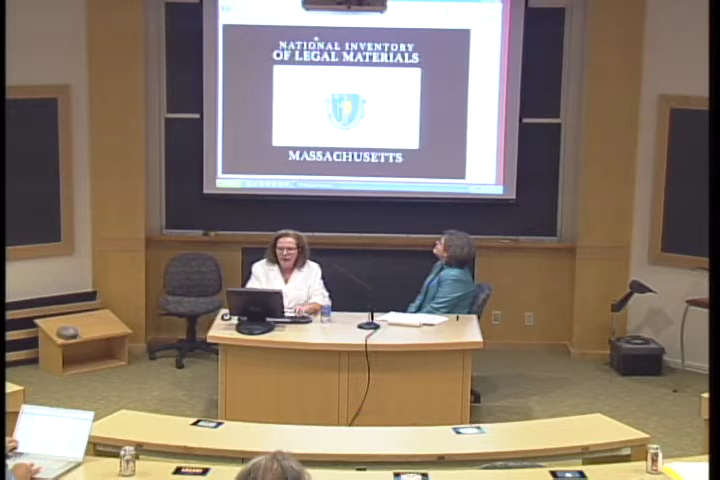 NATIONAL INVENTORY
OF LEGAL MATERIALS
MASSACHUSETTS